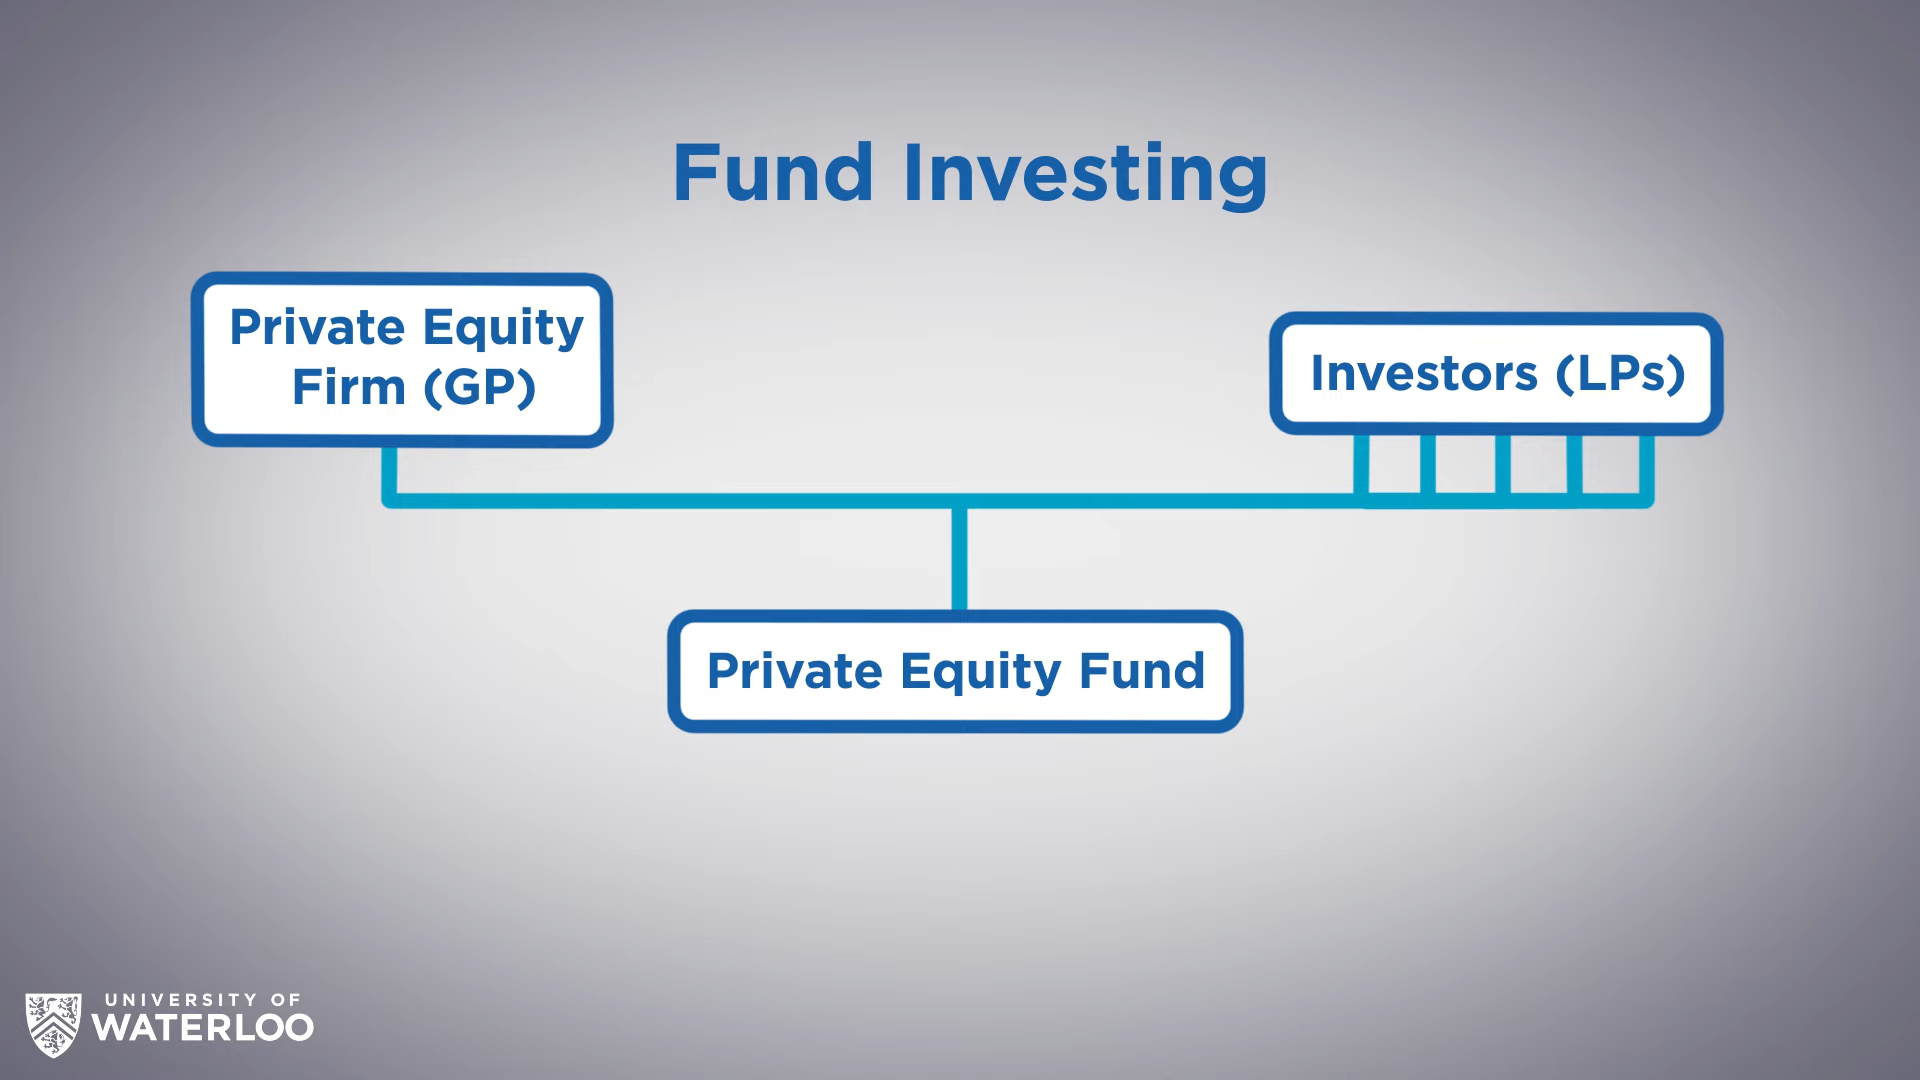 Fund Investing
Private Equity
Firm (GP)
Investors (LPs)
Private Equity Fund
UNIVERSITY OF
WATERLOO